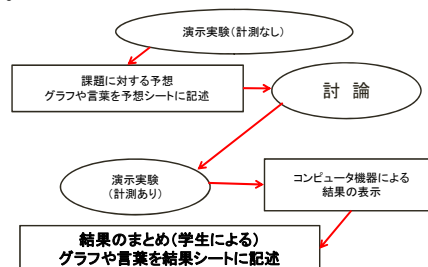 演示実験(計測なし)
課題に対する予想
グラフや言葉を予想シートに記述
討 論
演示実験
(計測あり)
コンピュータ機器による
結果の表示
結果のまとめ(学生による)
グラフや言葉を結果シートに記述